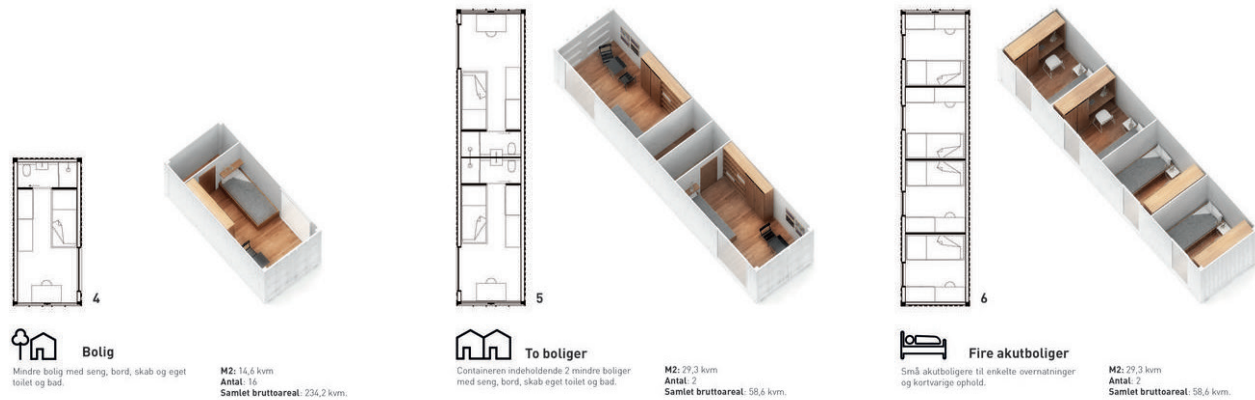 4
Bolig
Mindre bolig med seng, bord, skab og eget
toilet og bad.
M2: 14,6 kvm
Antal: 16
Samlet bruttoareal: 234,2 kvm.
5
To boliger
Containeren indeholdende 2 mindre boliger
med seng, bord, skab eget toilet og bad.
M2: 29,3 kvm
Antal: 2
Samlet bruttoareal: 58,6 kvm.
6
Fire akutboliger
Små akutboligere til enkelte overnatninger
og kortvarige ophold.
M2: 29,3 kvm
Antal: 2
Samlet bruttoareal: 58,6 kvm.